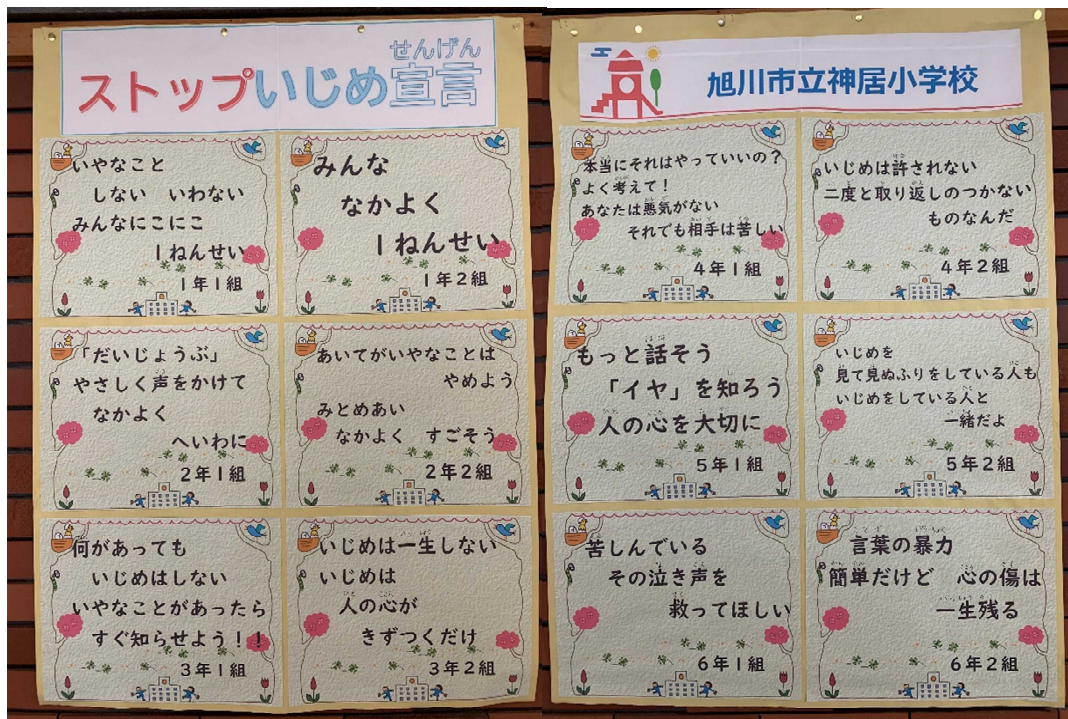 ストップいじめ宣言
せんげん
いやなこと
しない　いわない
みんなにこにこ
１ねんせい
１年１組
みんな
なかよく
１ねんせい
１年２組
「だいじょうぶ」
やさしく声をかけて
なかよく
へいわに
２年１組
あいてがいやなことは
やめよう
みとめあい
なかよく　すごそう
２年２組
何があっても
いじめはしない
いやなことがあったら
すぐ知らせよう！！
３年１組
いじめは一生しない
いじめは
人の心が
きずつくだけ
３年２組
旭川市立神居小学校
本当にそれはやっていいの？
よく考えて！
あなたは悪気がない
それでも相手は苦しい
４年１組
いじめは許されない
二度と取り返しのつかない
ものなんだ
４年２組
もっと話そう
「イヤ」を知ろう
人の心を大切に
５年１組
いじめを
見て見ぬふりをしている人も
いじめをしている人と
一緒だよ
５年２組
苦しんでいる
その泣き声を
救ってほしい
６年１組
言葉の暴力
簡単だけど　心の傷は
一生残る
６年２組